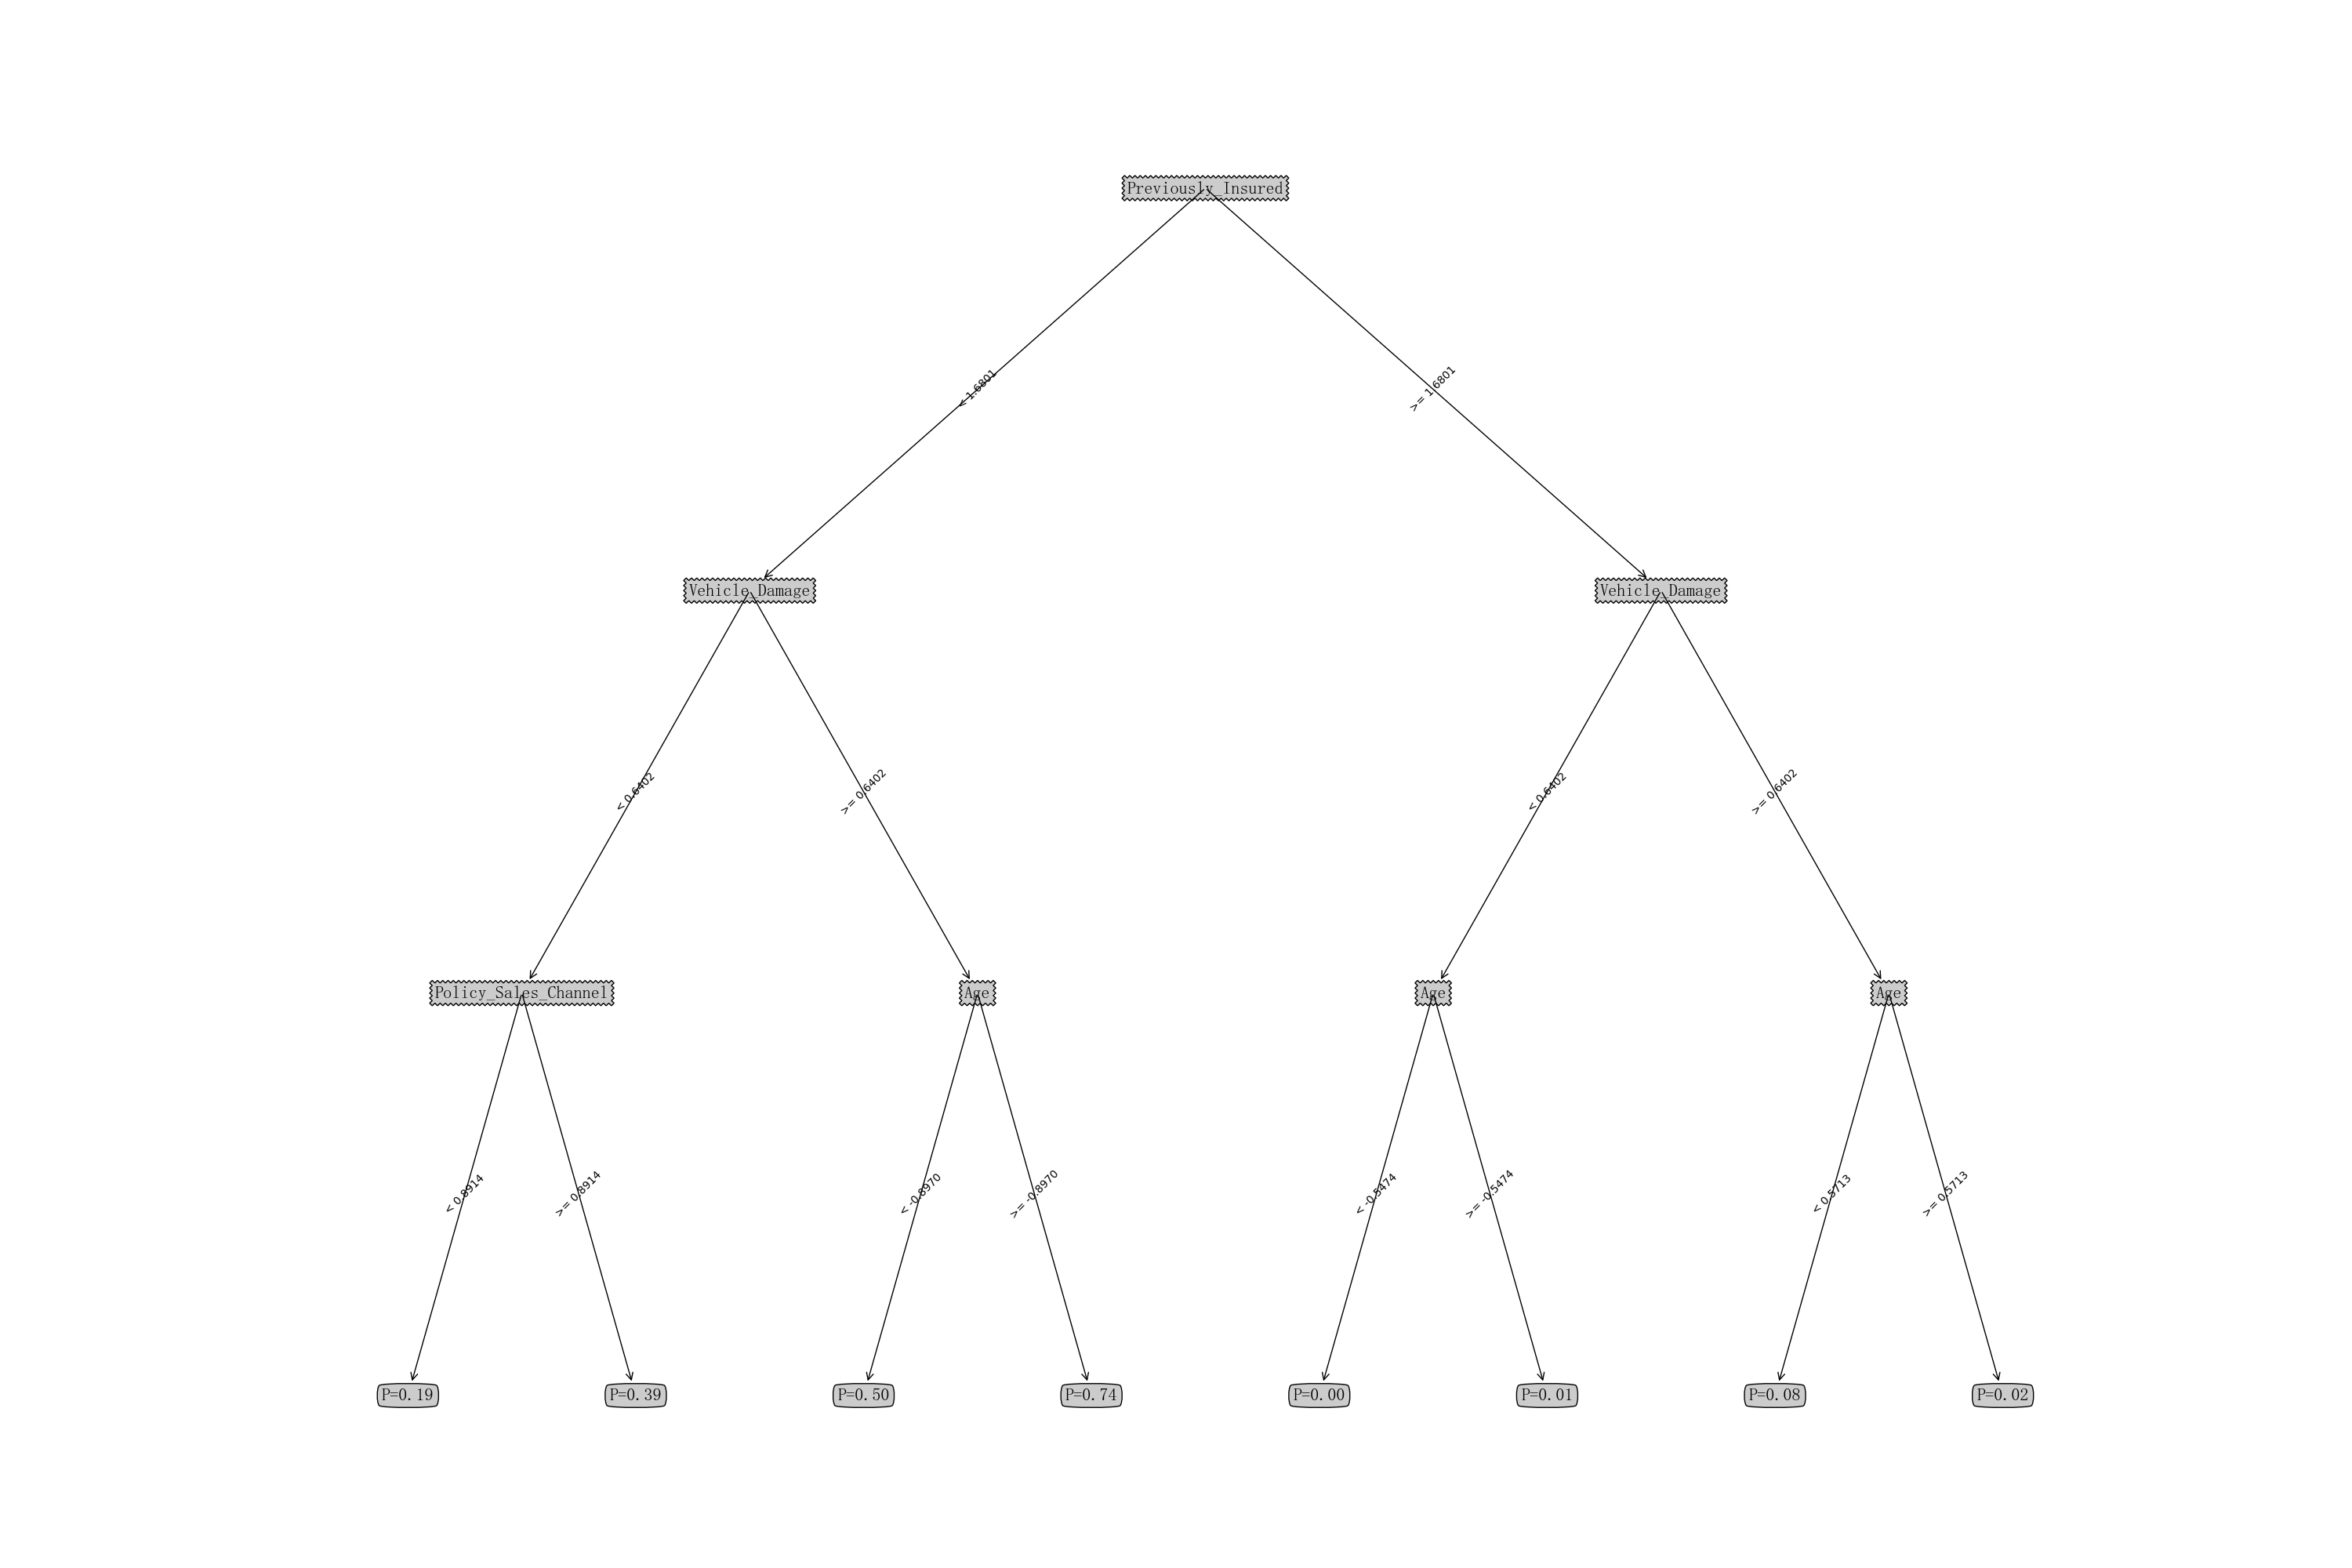 Previously_Insured
< 1.6801
>= 1.6801
Vehicle_Damage
Vehicle_Damage
< 0.6402
>= 0.6402
< 0.6402
>= 0.6402
Policy_Sales_Channel
Age
Age
Age
< 0.8914
>= 0.8914
< -0.8970
>= -0.8970
< -0.5474
>= -0.5474
< 0.5713
>= 0.5713
P=0.19
P=0.39
P=0.50
P=0.74
P=0.00
P=0.01
P=0.08
P=0.02